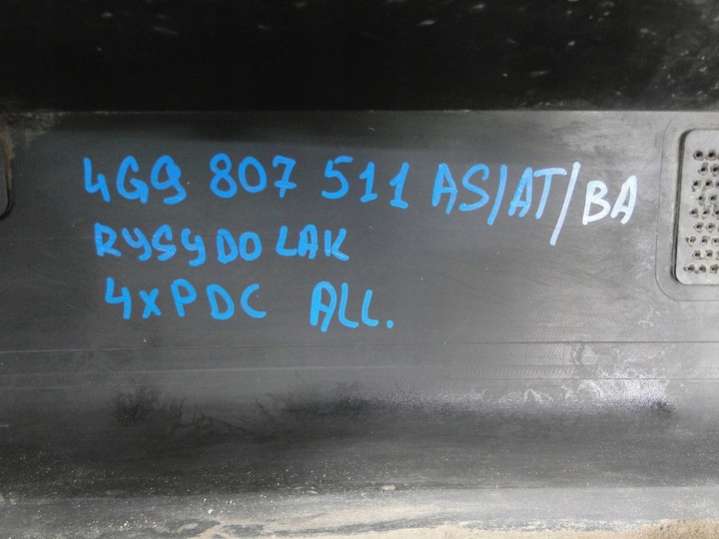 4G9 807 511 AS/AT/BA
RYSY DO LAK
4xPDC ALL.